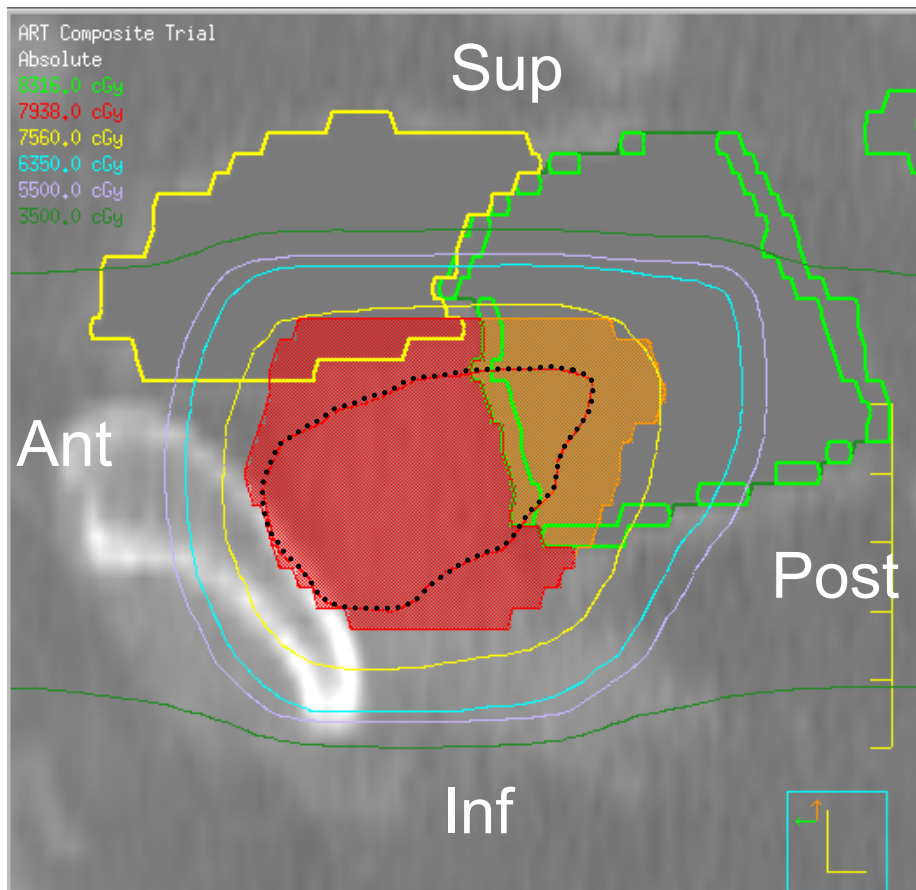 ART Composite Trial
Absolute
8316.0 cGy
7938.0 cGy
7560.0 cGy
6350.0 cGy
5500.0 cGy
3500.0 cGy
Sup
Ant
Post
Inf